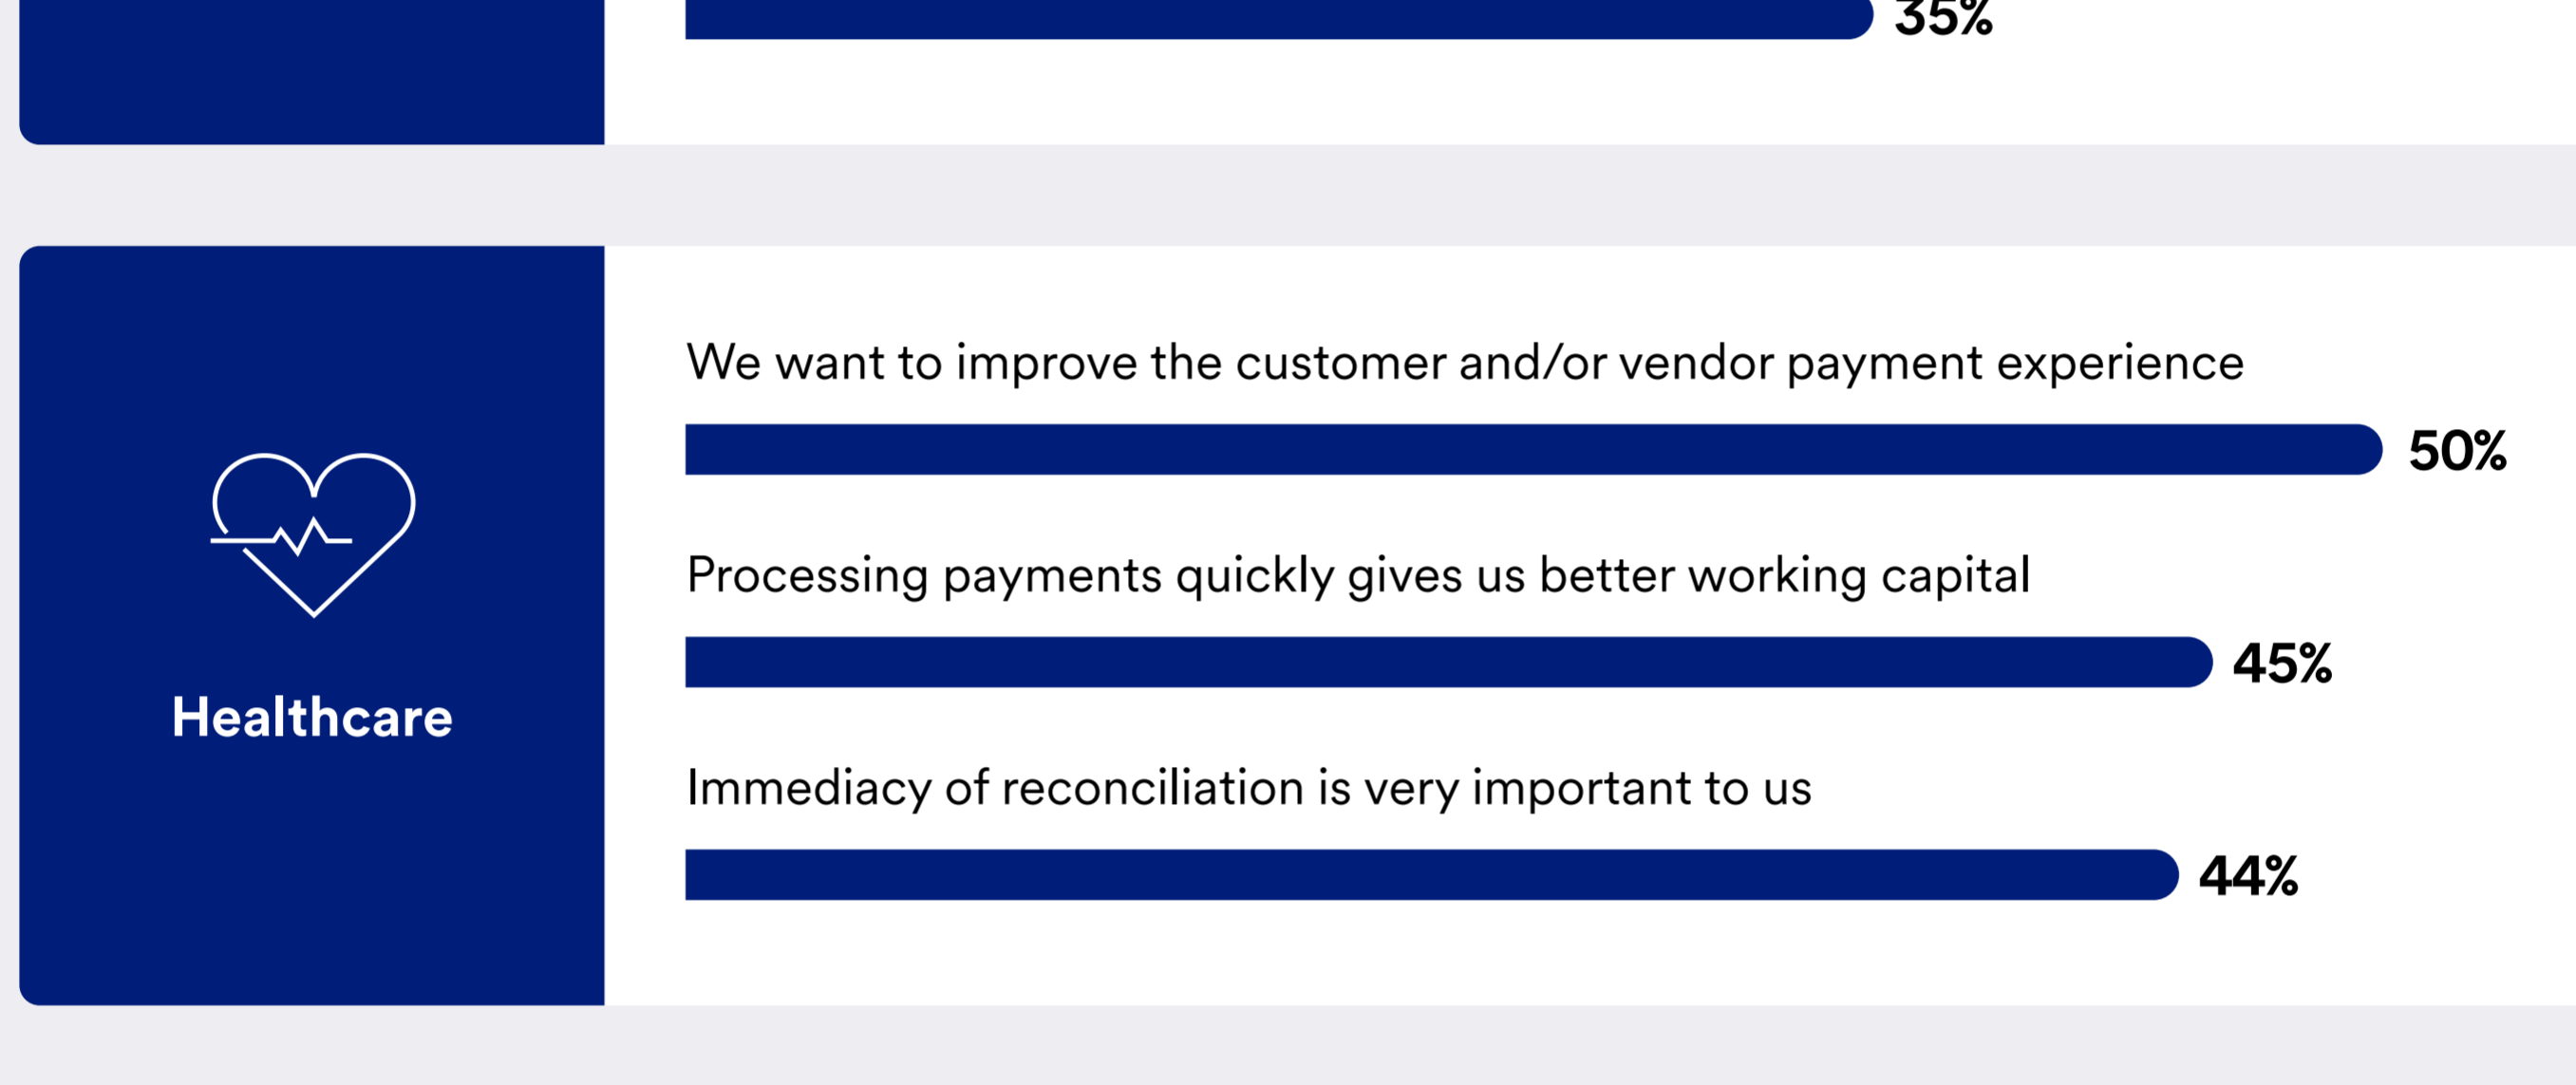 35%
We want to improve the customer and/or vendor payment experience
50%
Processing payments quickly gives us better working capital
45%
Healthcare
Immediacy of reconciliation is very important to us
44%